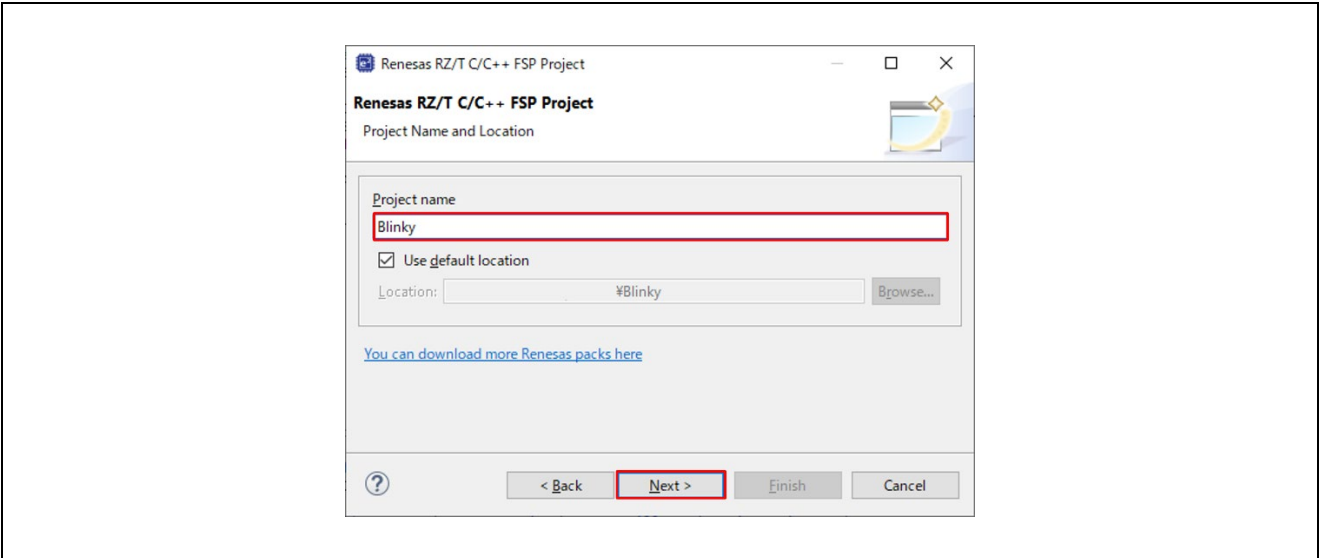 Renesas RZ/T C/C++ FSP Project
Renesas RZ/T C/C++ FSP Project
Project Name and Location
Project name
Blinky
Use default location
Location: ¥Blinky Browse...
You can download more Renesas packs here
? < Back Next > Finish Cancel